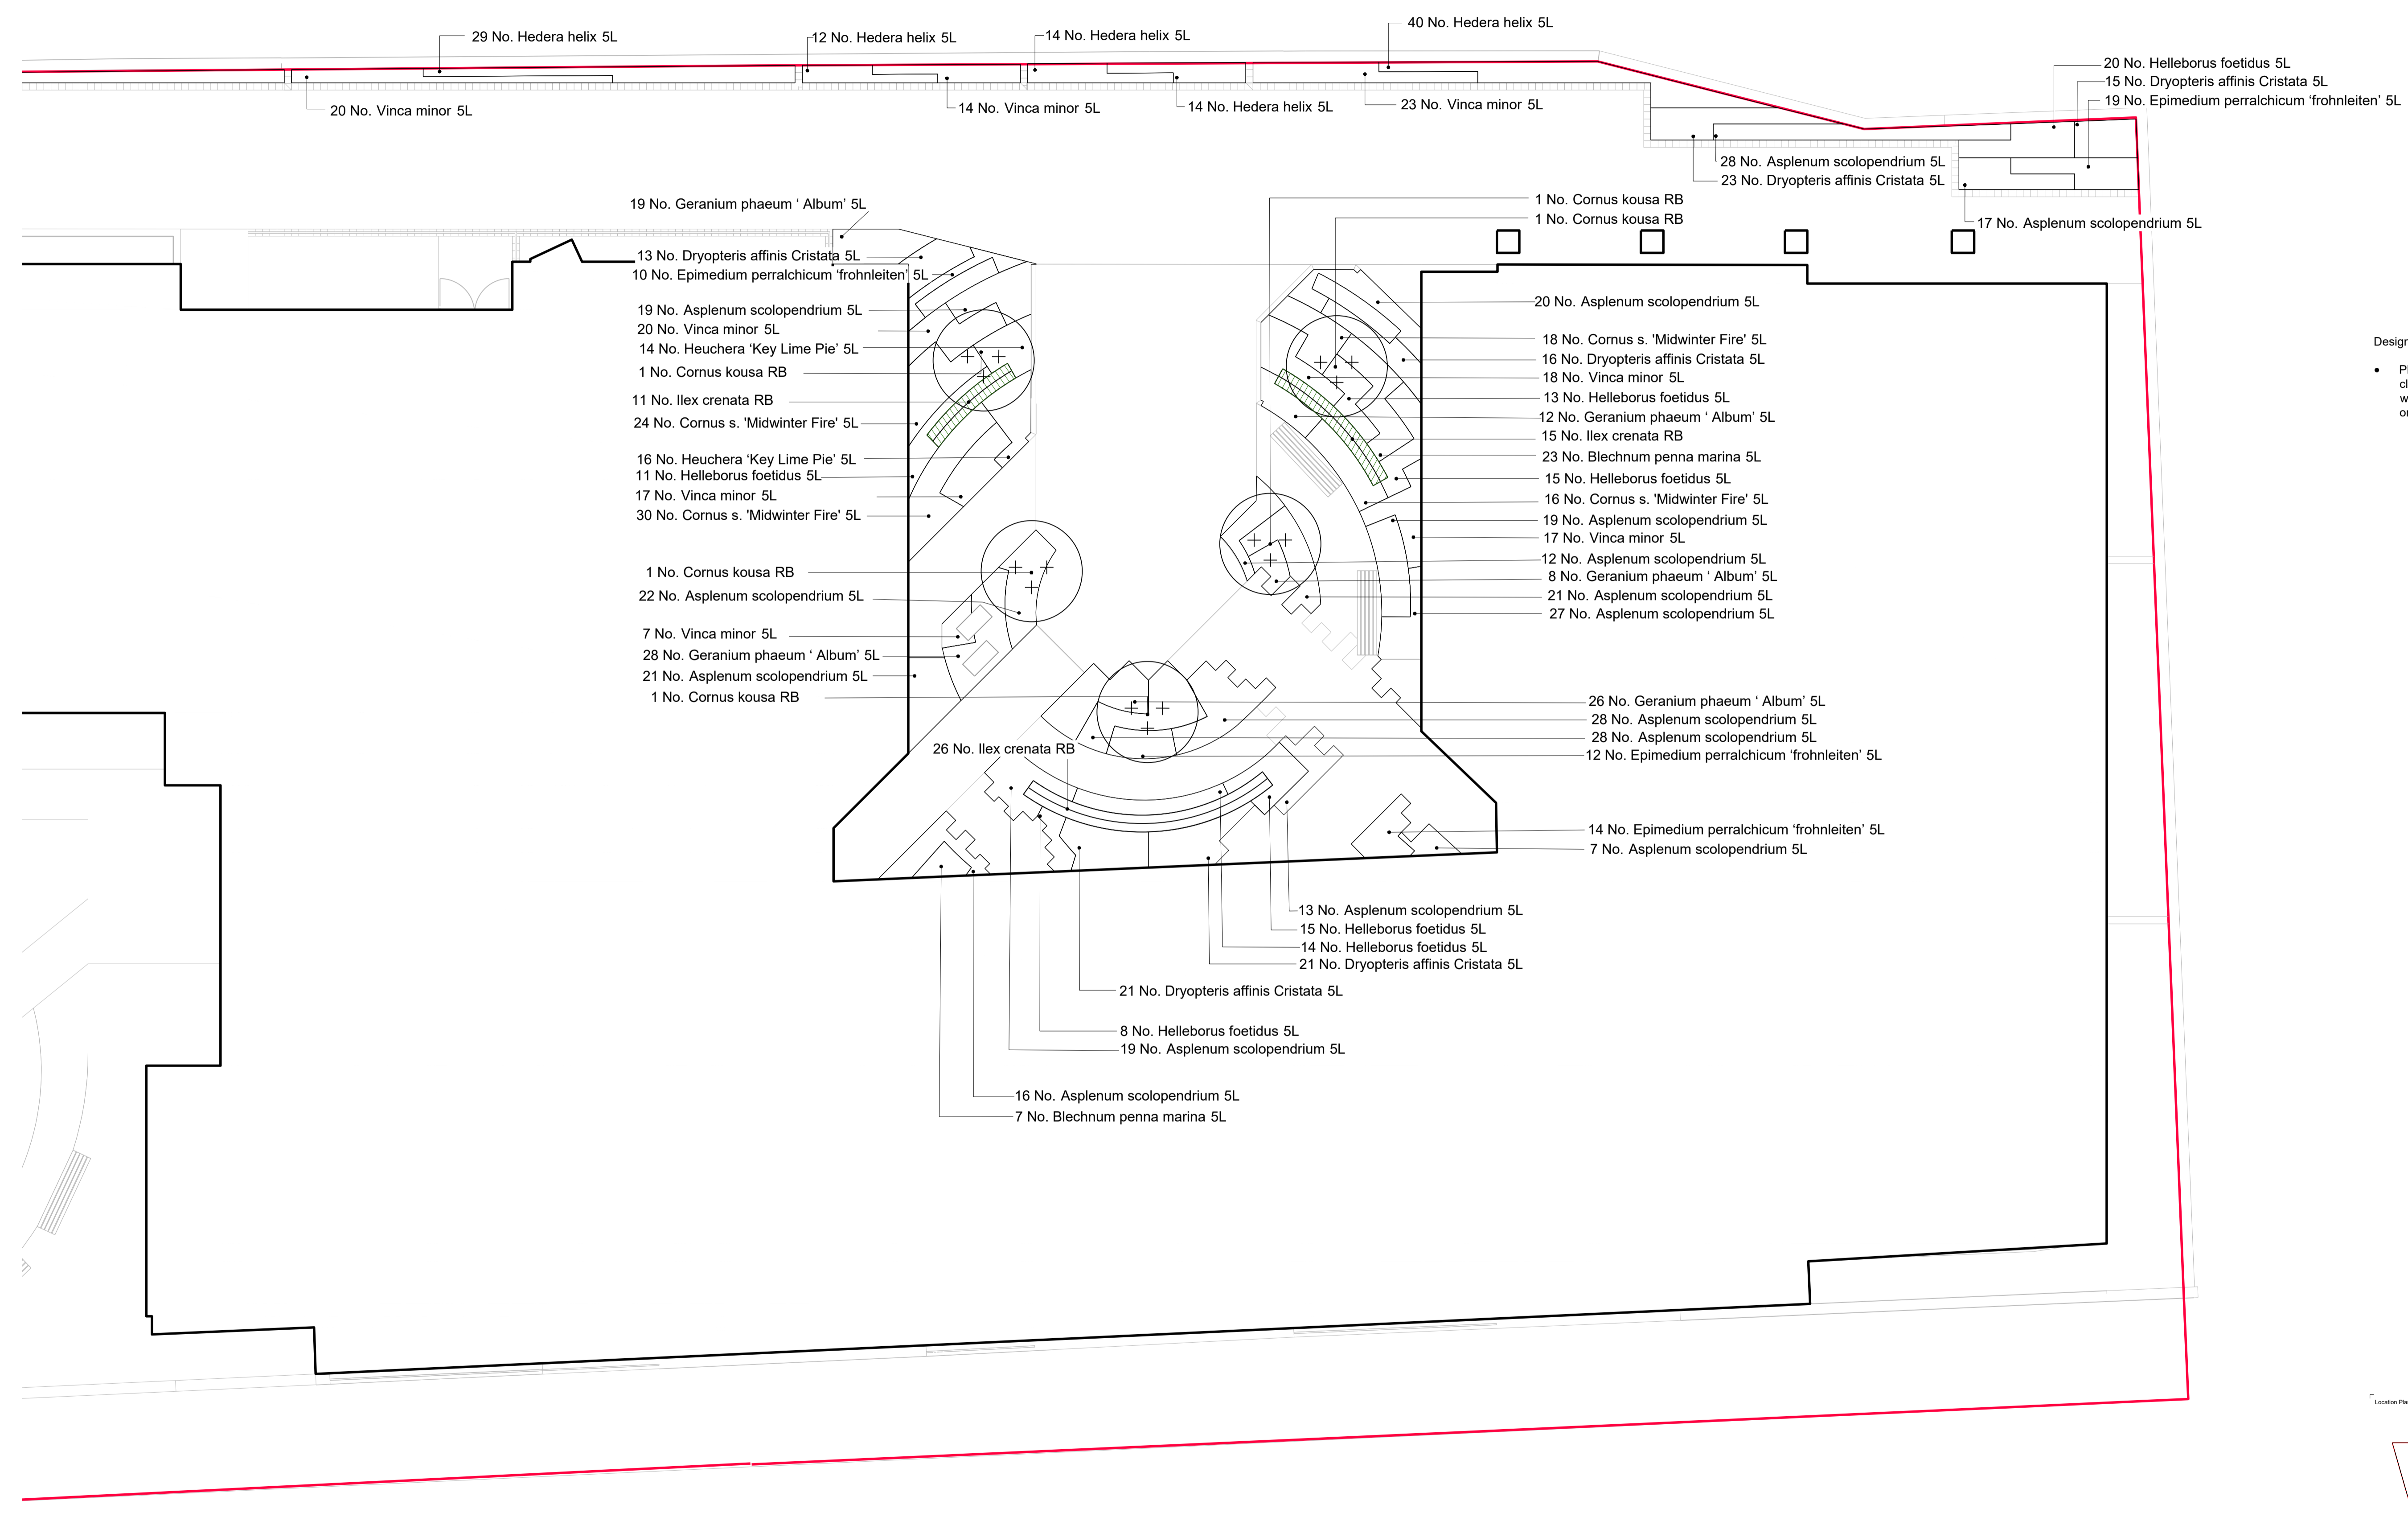 29 No. Hedera helix 5L
12 No. Hedera helix 5L
14 No. Hedera helix 5L
40 No. Hedera helix 5L
20 No. Vinca minor 5L
14 No. Vinca minor 5L
14 No. Hedera helix 5L
23 No. Vinca minor 5L
20 No. Helleborus foetidus 5L
15 No. Dryopteris affinis Cristata 5L
19 No. Epimedium perralchicum ‘frohnleiten’ 5L
28 No. Asplenum scolopendrium 5L
23 No. Dryopteris affinis Cristata 5L
17 No. Asplenum scolopendrium 5L
19 No. Geranium phaeum ‘ Album’ 5L
13 No. Dryopteris affinis Cristata 5L
10 No. Epimedium perralchicum ‘frohnleiten’ 5L
19 No. Asplenum scolopendrium 5L
20 No. Vinca minor 5L
14 No. Heuchera ‘Key Lime Pie’ 5L
1 No. Cornus kousa RB
11 No. Ilex crenata RB
24 No. Cornus s. 'Midwinter Fire' 5L
16 No. Heuchera ‘Key Lime Pie’ 5L
11 No. Helleborus foetidus 5L
17 No. Vinca minor 5L
30 No. Cornus s. 'Midwinter Fire' 5L
1 No. Cornus kousa RB
22 No. Asplenum scolopendrium 5L
7 No. Vinca minor 5L
28 No. Geranium phaeum ‘ Album’ 5L
21 No. Asplenum scolopendrium 5L
1 No. Cornus kousa RB
26 No. Ilex crenata RB
1 No. Cornus kousa RB
1 No. Cornus kousa RB
20 No. Asplenum scolopendrium 5L
18 No. Cornus s. 'Midwinter Fire' 5L
16 No. Dryopteris affinis Cristata 5L
18 No. Vinca minor 5L
13 No. Helleborus foetidus 5L
12 No. Geranium phaeum ‘ Album’ 5L
15 No. Ilex crenata RB
23 No. Blechnum penna marina 5L
15 No. Helleborus foetidus 5L
16 No. Cornus s. 'Midwinter Fire' 5L
19 No. Asplenum scolopendrium 5L
17 No. Vinca minor 5L
12 No. Asplenum scolopendrium 5L
8 No. Geranium phaeum ‘ Album’ 5L
21 No. Asplenum scolopendrium 5L
27 No. Asplenum scolopendrium 5L
26 No. Geranium phaeum ‘ Album’ 5L
28 No. Asplenum scolopendrium 5L
28 No. Asplenum scolopendrium 5L
12 No. Epimedium perralchicum ‘frohnleiten’ 5L
14 No. Epimedium perralchicum ‘frohnleiten’ 5L
7 No. Asplenum scolopendrium 5L
13 No. Asplenum scolopendrium 5L
15 No. Helleborus foetidus 5L
14 No. Helleborus foetidus 5L
21 No. Dryopteris affinis Cristata 5L
21 No. Dryopteris affinis Cristata 5L
8 No. Helleborus foetidus 5L
19 No. Asplenum scolopendrium 5L
16 No. Asplenum scolopendrium 5L
7 No. Blechnum penna marina 5L
Design
Location